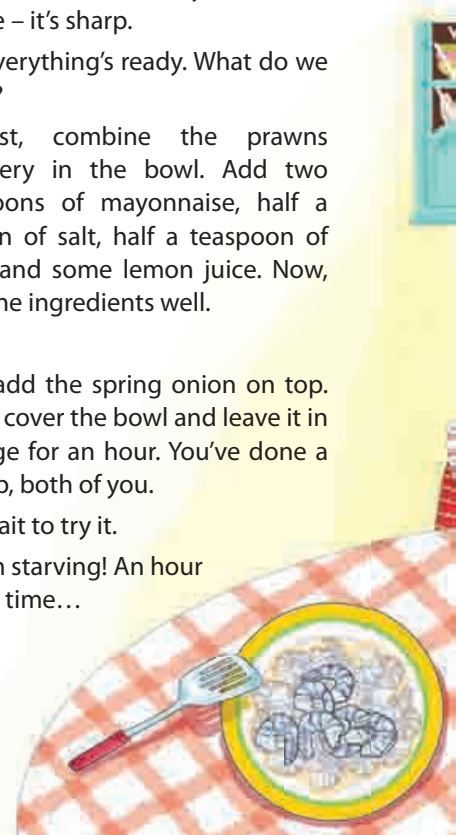 e – it's sharp.
verything's ready. What do we
?
st, combine the prawns
ery in the bowl. Add two
oons of mayonnaise, half a
n of salt, half a teaspoon of
and some lemon juice. Now,
ne ingredients well.
add the spring onion on top.
cover the bowl and leave it in
ge for an hour. You've done a
b, both of you.
ait to try it.
n starving! An hour
time…